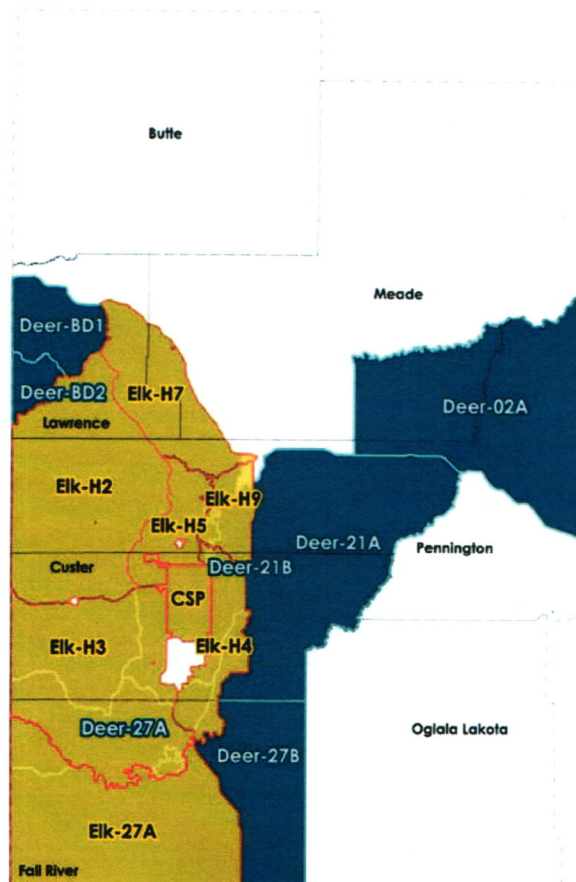 Butte
Meade
Deer-BD1
Deer-BD2
Elk-H7
Deer-02A
Lawrence
Elk-H2
Elk-H9
Elk-H5
Deer-21A
Pennington
Custer
Deer-21B
CSP
Elk-H3
Elk-H4
Deer-27A
Oglala Lakota
Deer-27B
Elk-27A
Fall River